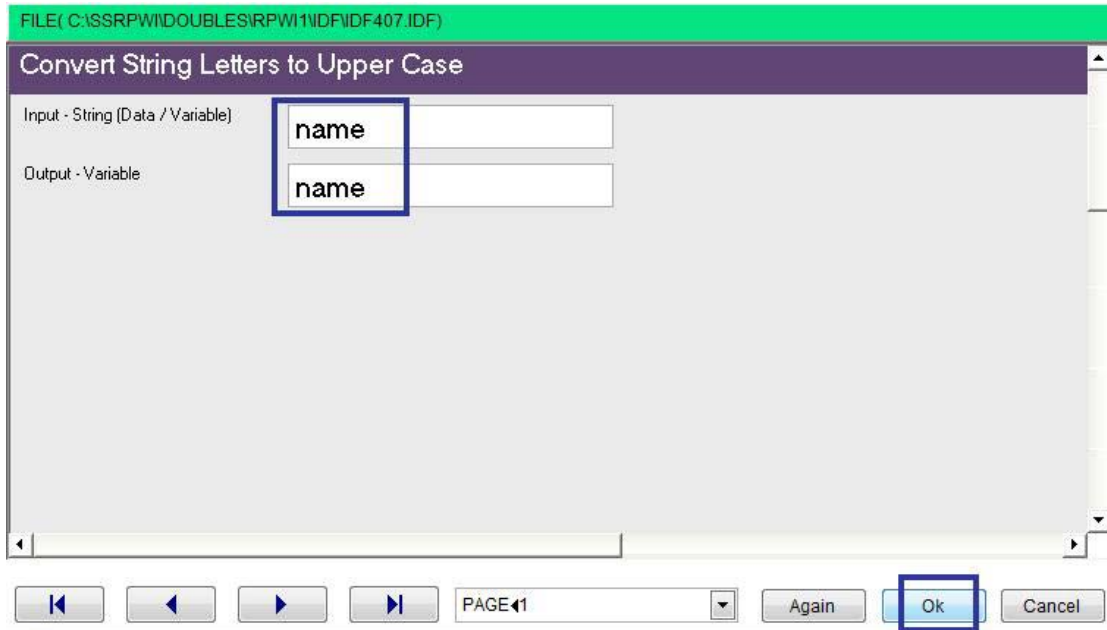 FILE( C:\SSRPWI\DOUBLES\RPWI1\IDF\IDF407.IDF)
Convert String Letters to Upper Case
Input - String (Data / Variable)
name
Output - Variable
name
PAGE 1
Again
Ok
Cancel